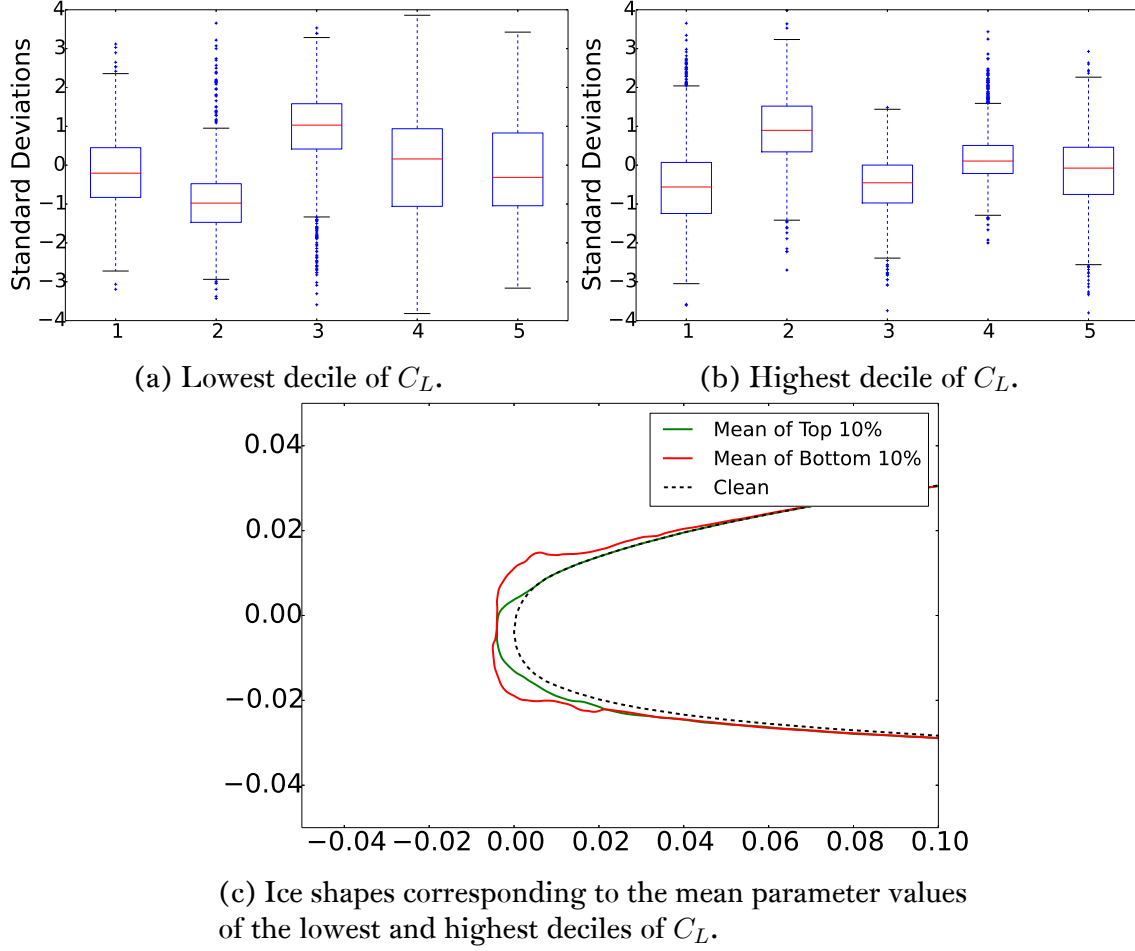 4
3
2
1
0
−1
−2
−3
−4
Standard Deviations
1 2 3 4 5
(a) Lowest decile of C_L.
4
3
2
1
0
−1
−2
−3
−4
Standard Deviations
1 2 3 4 5
(b) Highest decile of C_L.
0.04
0.02
0.00
−0.02
−0.04
−0.04 −0.02 0.00 0.02 0.04 0.06 0.08 0.10
Mean of Top 10%
Mean of Bottom 10%
Clean
(c) Ice shapes corresponding to the mean parameter values
of the lowest and highest deciles of C_L.